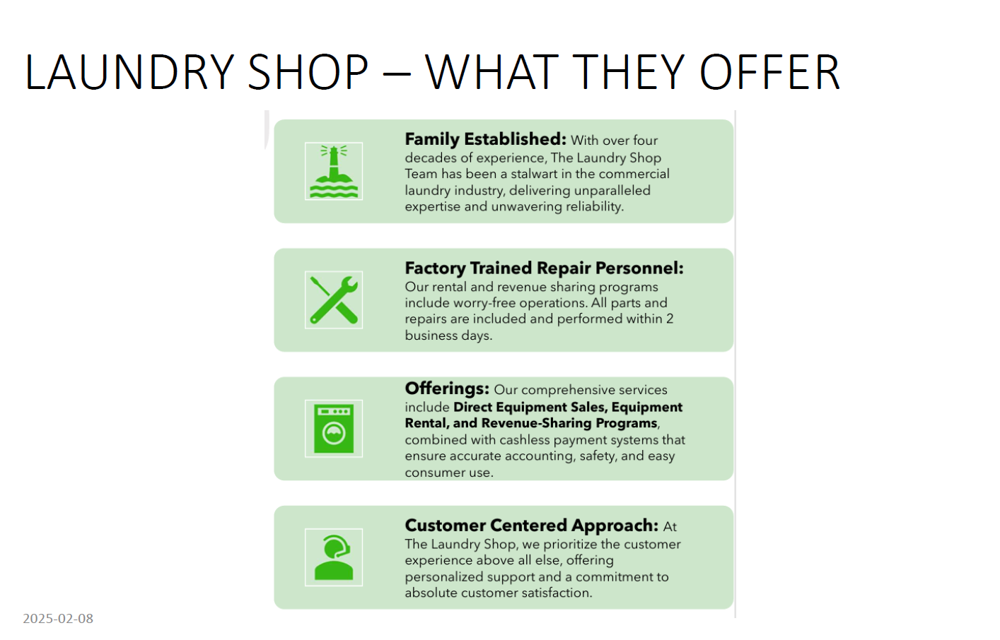 LAUNDRY SHOP – WHAT THEY OFFER
Family Established: With over four
decades of experience, The Laundry Shop
Team has been a stalwart in the commercial
laundry industry, delivering unparalleled
expertise and unwavering reliability.
Factory Trained Repair Personnel:
Our rental and revenue sharing programs
include worry-free operations. All parts and
repairs are included and performed within 2
business days.
Offerings: Our comprehensive services
include Direct Equipment Sales, Equipment
Rental, and Revenue-Sharing Programs,
combined with cashless payment systems that
ensure accurate accounting, safety, and easy
consumer use.
Customer Centered Approach: At
The Laundry Shop, we prioritize the customer
experience above all else, offering
personalized support and a commitment to
absolute customer satisfaction.
2025-02-08